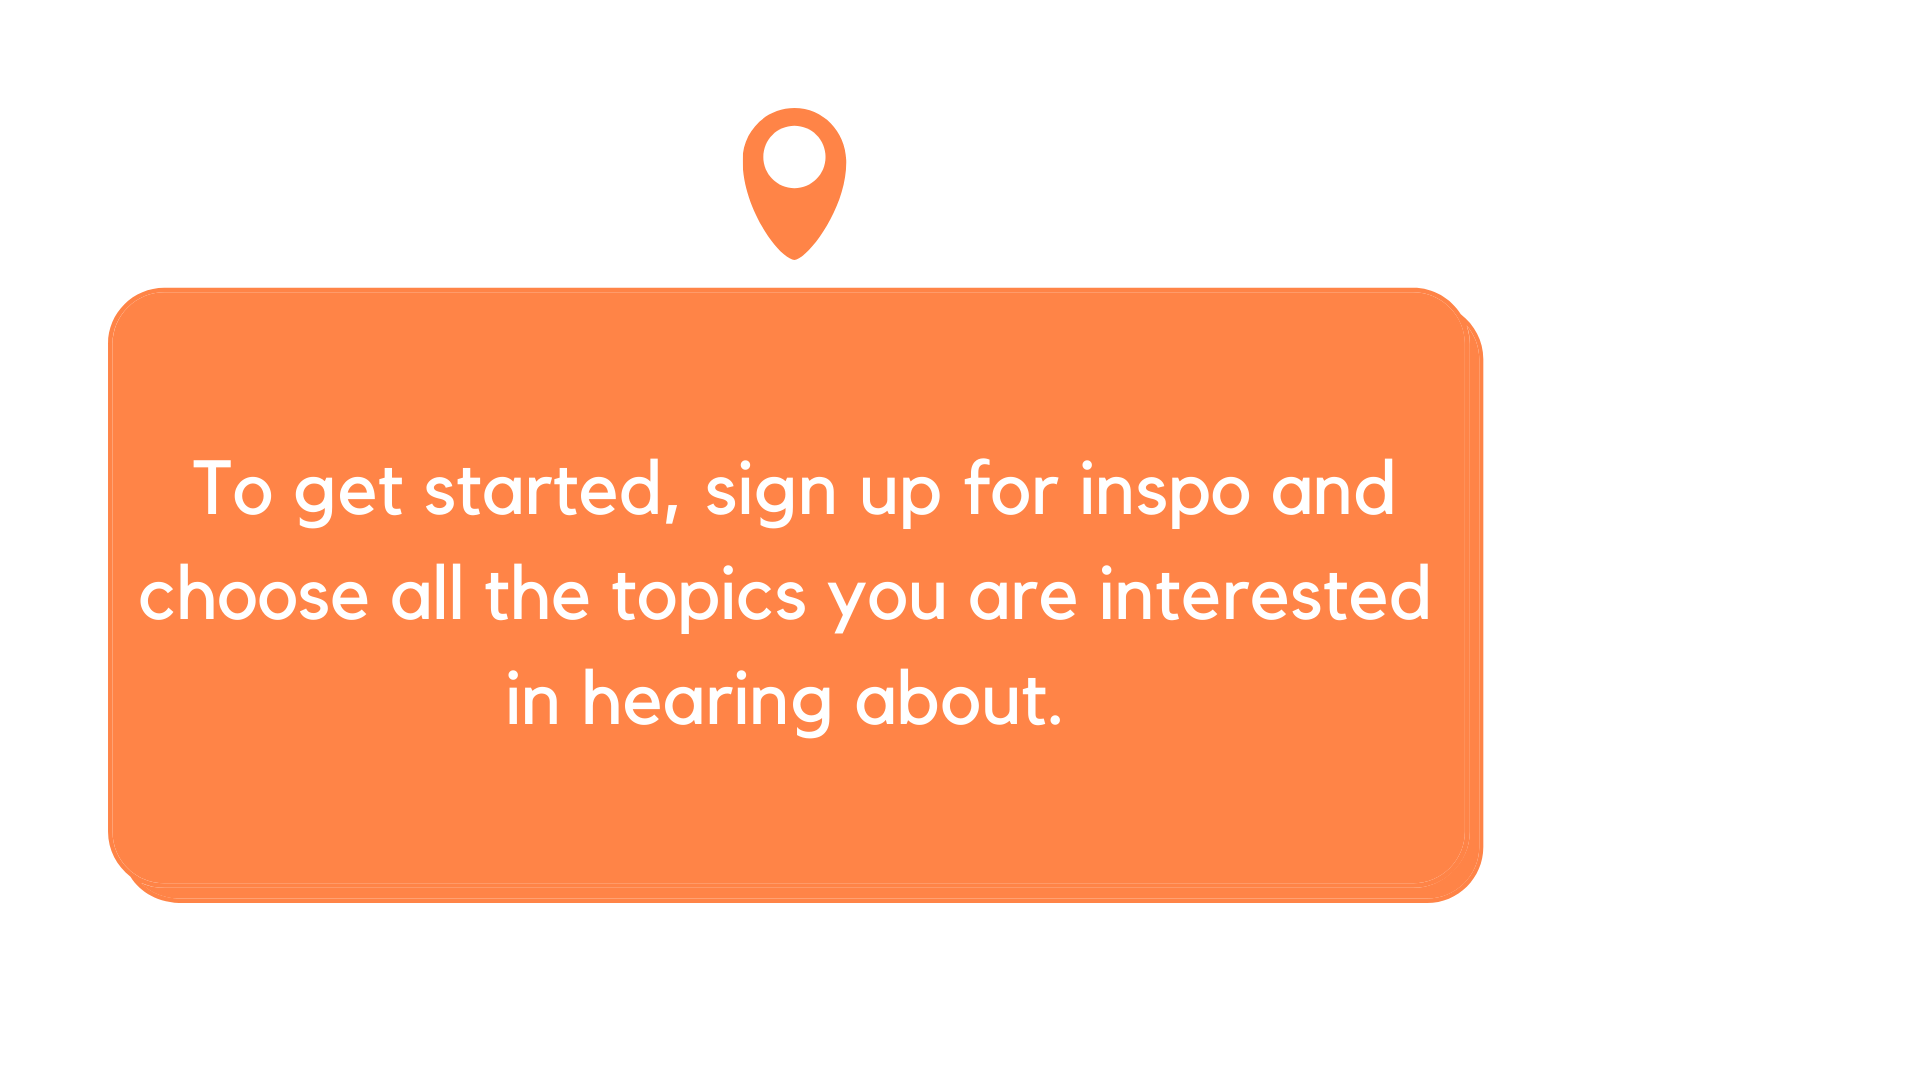 To get started, sign up for inspo and
choose all the topics you are interested
in hearing about.